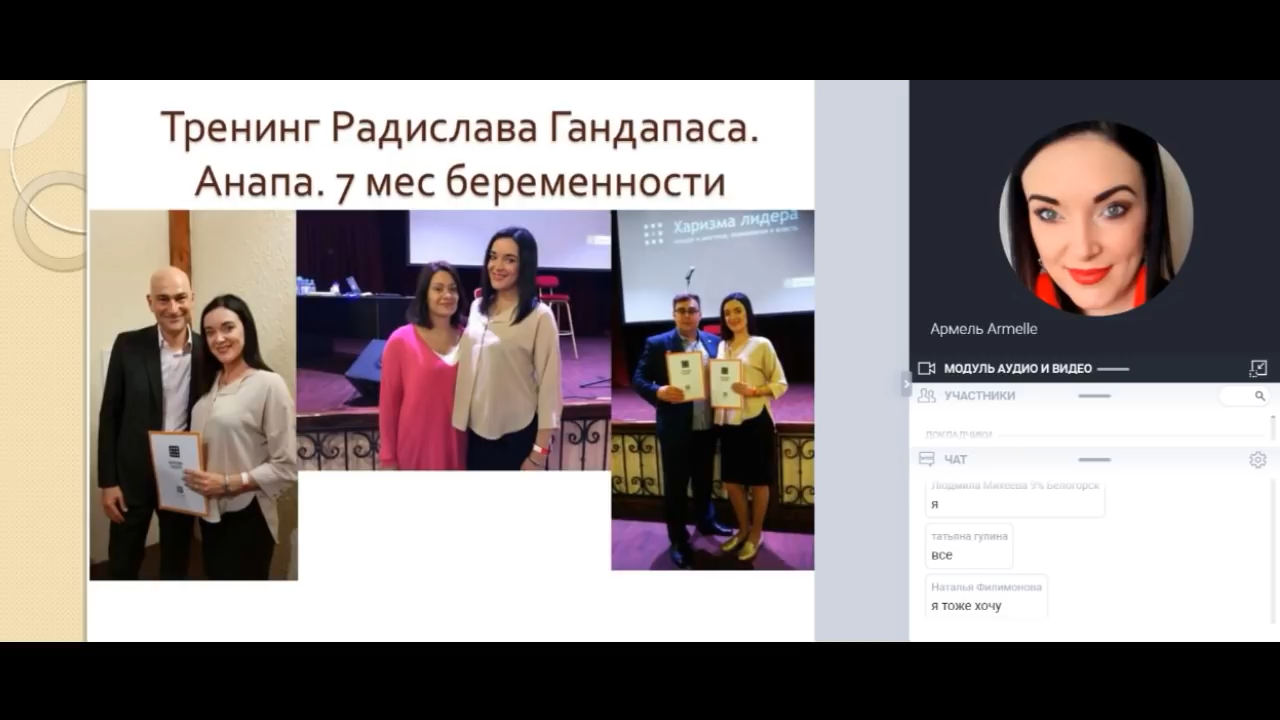 Тренинг Радислава Гандапаса.
Анапа. 7 мес беременности
Харизма лидера
Армель Armelle
МОДУЛЬ АУДИО И ВИДЕО
УЧАСТНИКИ
ДОКЛАДЧИКИ
ЧАТ
Людмила Михеева 9% Белогорск
я
татьяна гулина
все
Наталья Филимонова
я тоже хочу